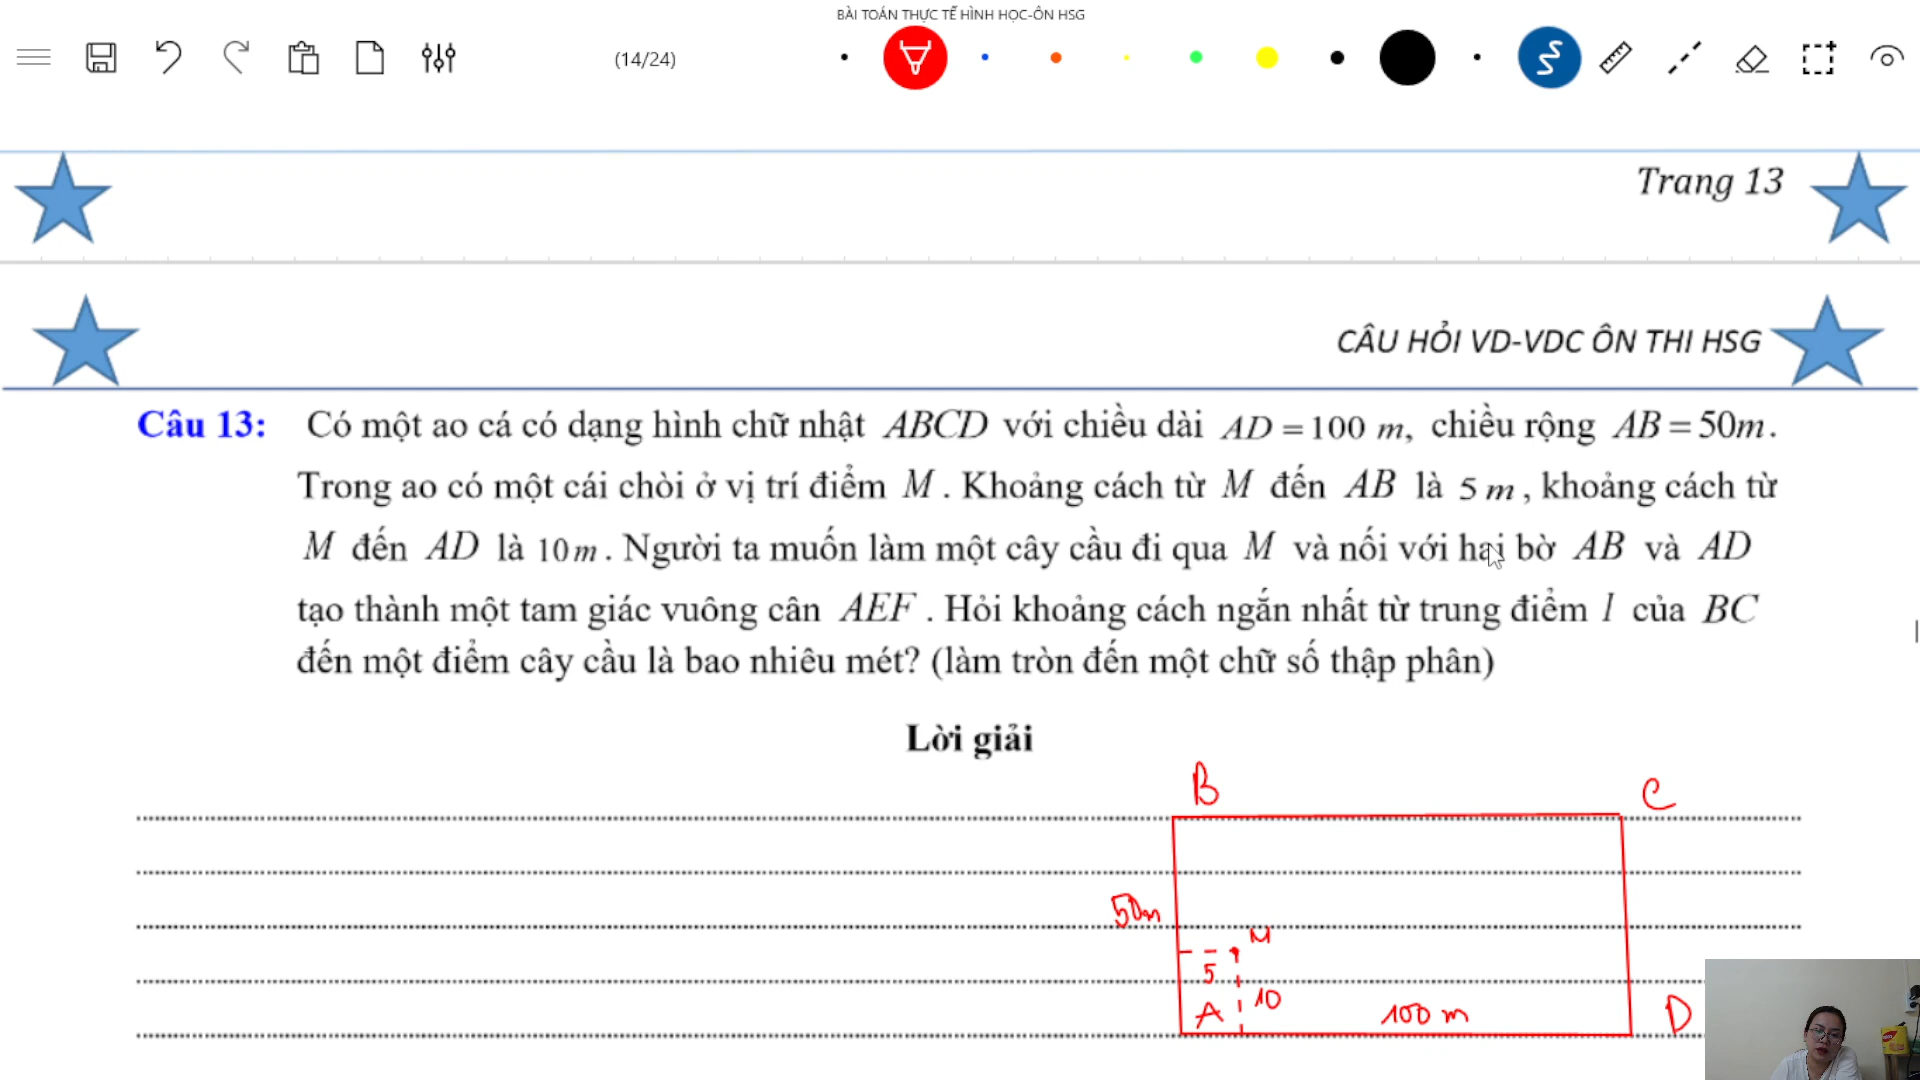 BÀI TOÁN THỰC TẾ HÌNH HỌC-ÔN HSG
(14/24)
Trang 13
CÂU HỎI VD-VDC ÔN THI HSG
Câu 13: Có một ao cá có dạng hình chữ nhật ABCD với chiều dài AD = 100 m, chiều rộng AB = 50m.
Trong ao có một cái chòi ở vị trí điểm M. Khoảng cách từ M đến AB là 5 m, khoảng cách từ
M đến AD là 10m. Người ta muốn làm một cây cầu đi qua M và nối với hai bờ AB và AD
tạo thành một tam giác vuông cân AEF. Hỏi khoảng cách ngắn nhất từ trung điểm I của BC
đến một điểm cây cầu là bao nhiêu mét? (làm tròn đến một chữ số thập phân)
Lời giải
B
C
50m
M
5
10
A
100 m
D